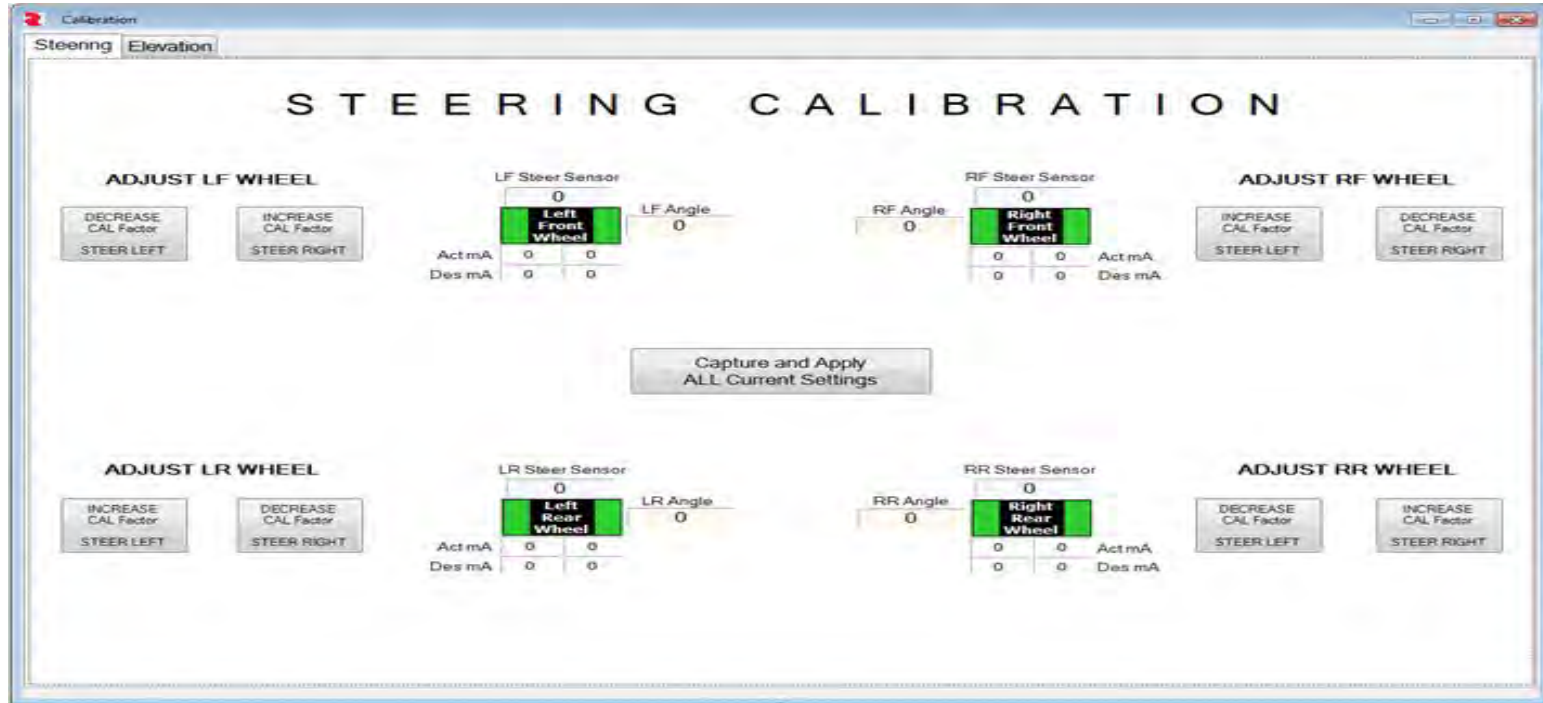 Calibration
Steering Elevation
STEERING CALIBRATION
ADJUST LF WHEEL
DECREASE
CAL Factor
STEER LEFT
INCREASE
CAL Factor
STEER RIGHT
LF Steer Sensor
0
Left
Front
Wheel
LF Angle
0
Act mA 0 0
Des mA 0 0
RF Steer Sensor
0
RF Angle
0
Right
Front
Wheel
0 0 Act mA
0 0 Des mA
ADJUST RF WHEEL
INCREASE
CAL Factor
STEER LEFT
DECREASE
CAL Factor
STEER RIGHT
Capture and Apply
ALL Current Settings
ADJUST LR WHEEL
INCREASE
CAL Factor
STEER LEFT
DECREASE
CAL Factor
STEER RIGHT
LR Steer Sensor
0
Left
Rear
Wheel
LR Angle
0
Act mA 0 0
Des mA 0 0
RR Steer Sensor
0
RR Angle
0
Right
Rear
Wheel
0 0 Act mA
0 0 Des mA
ADJUST RR WHEEL
DECREASE
CAL Factor
STEER LEFT
INCREASE
CAL Factor
STEER RIGHT